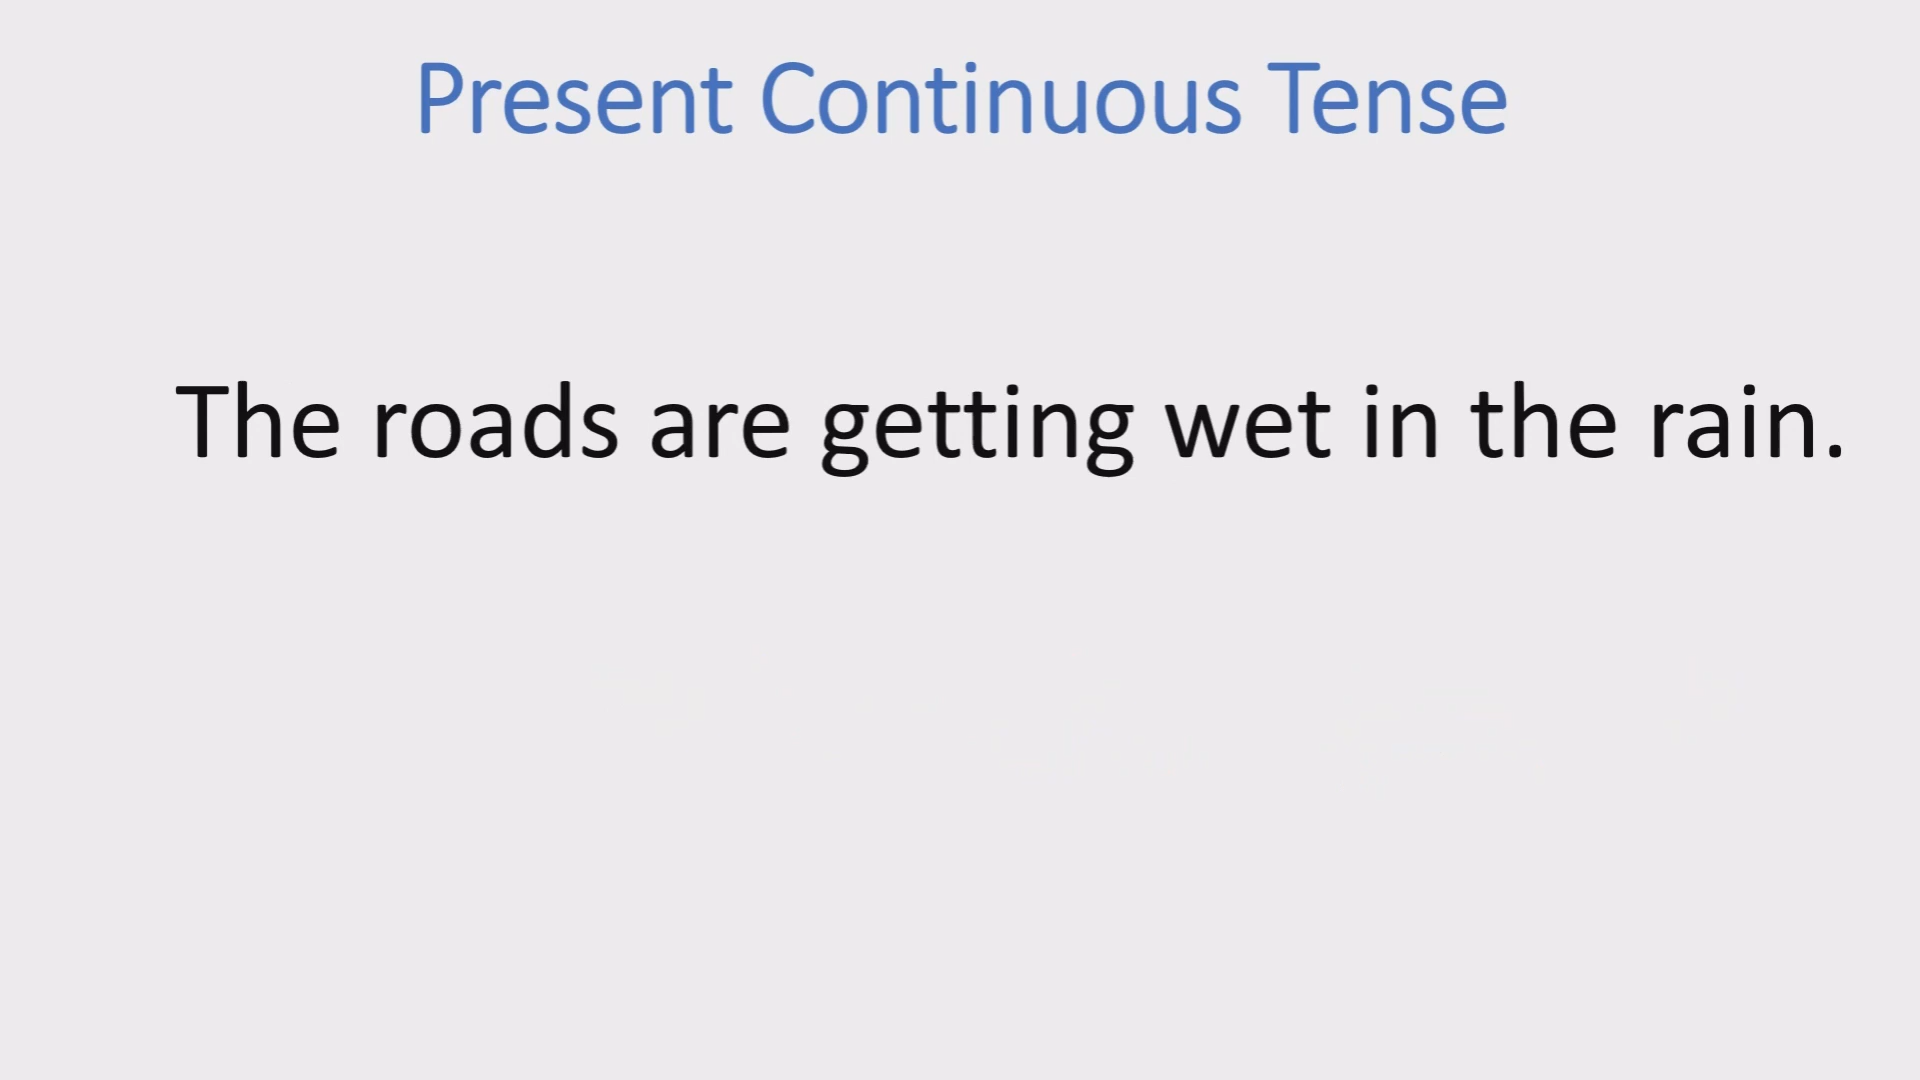 Present Continuous Tense
The roads are getting wet in the rain.